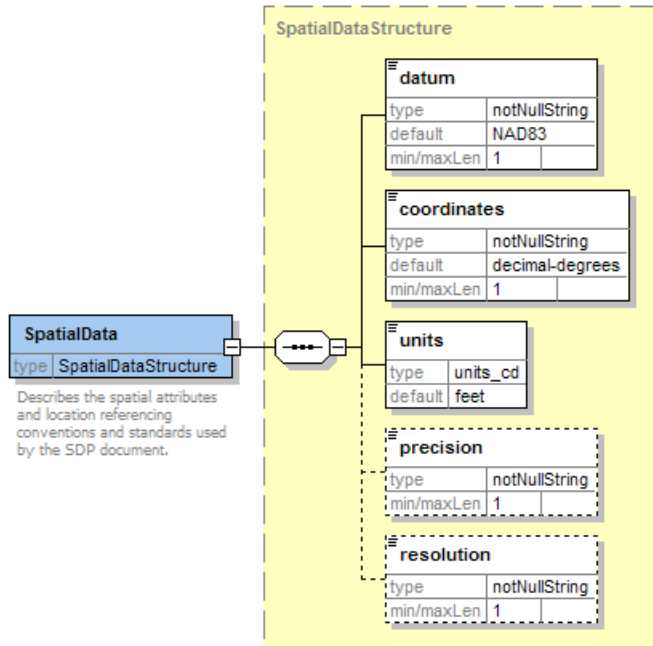 SpatialDataStructure
datum
type notNullString
default NAD83
min/maxLen 1
coordinates
type notNullString
default decimal-degrees
min/maxLen 1
SpatialData
type SpatialDataStructure
Describes the spatial attributes
and location referencing
conventions and standards used
by the SDP document.
units
type units_cd
default feet
precision
type notNullString
min/maxLen 1
resolution
type notNullString
min/maxLen 1